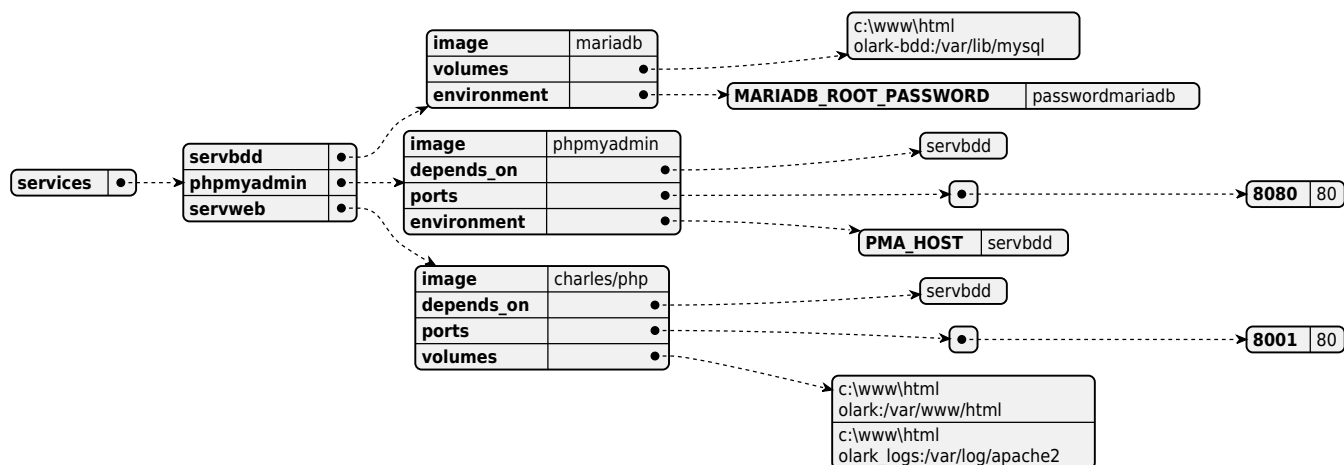 services
servbdd
phpmyadmin
servweb
image mariadb
volumes
environment
c:\www\html
olark-bdd:/var/lib/mysql
MARIADB_ROOT_PASSWORD passwordmariadb
image phpmyadmin
depends_on
ports
environment
servbdd
8080 80
PMA_HOST servbdd
image charles/php
depends_on
ports
volumes
servbdd
8001 80
c:\www\html
olark:/var/www/html
c:\www\html
olark_logs:/var/log/apache2